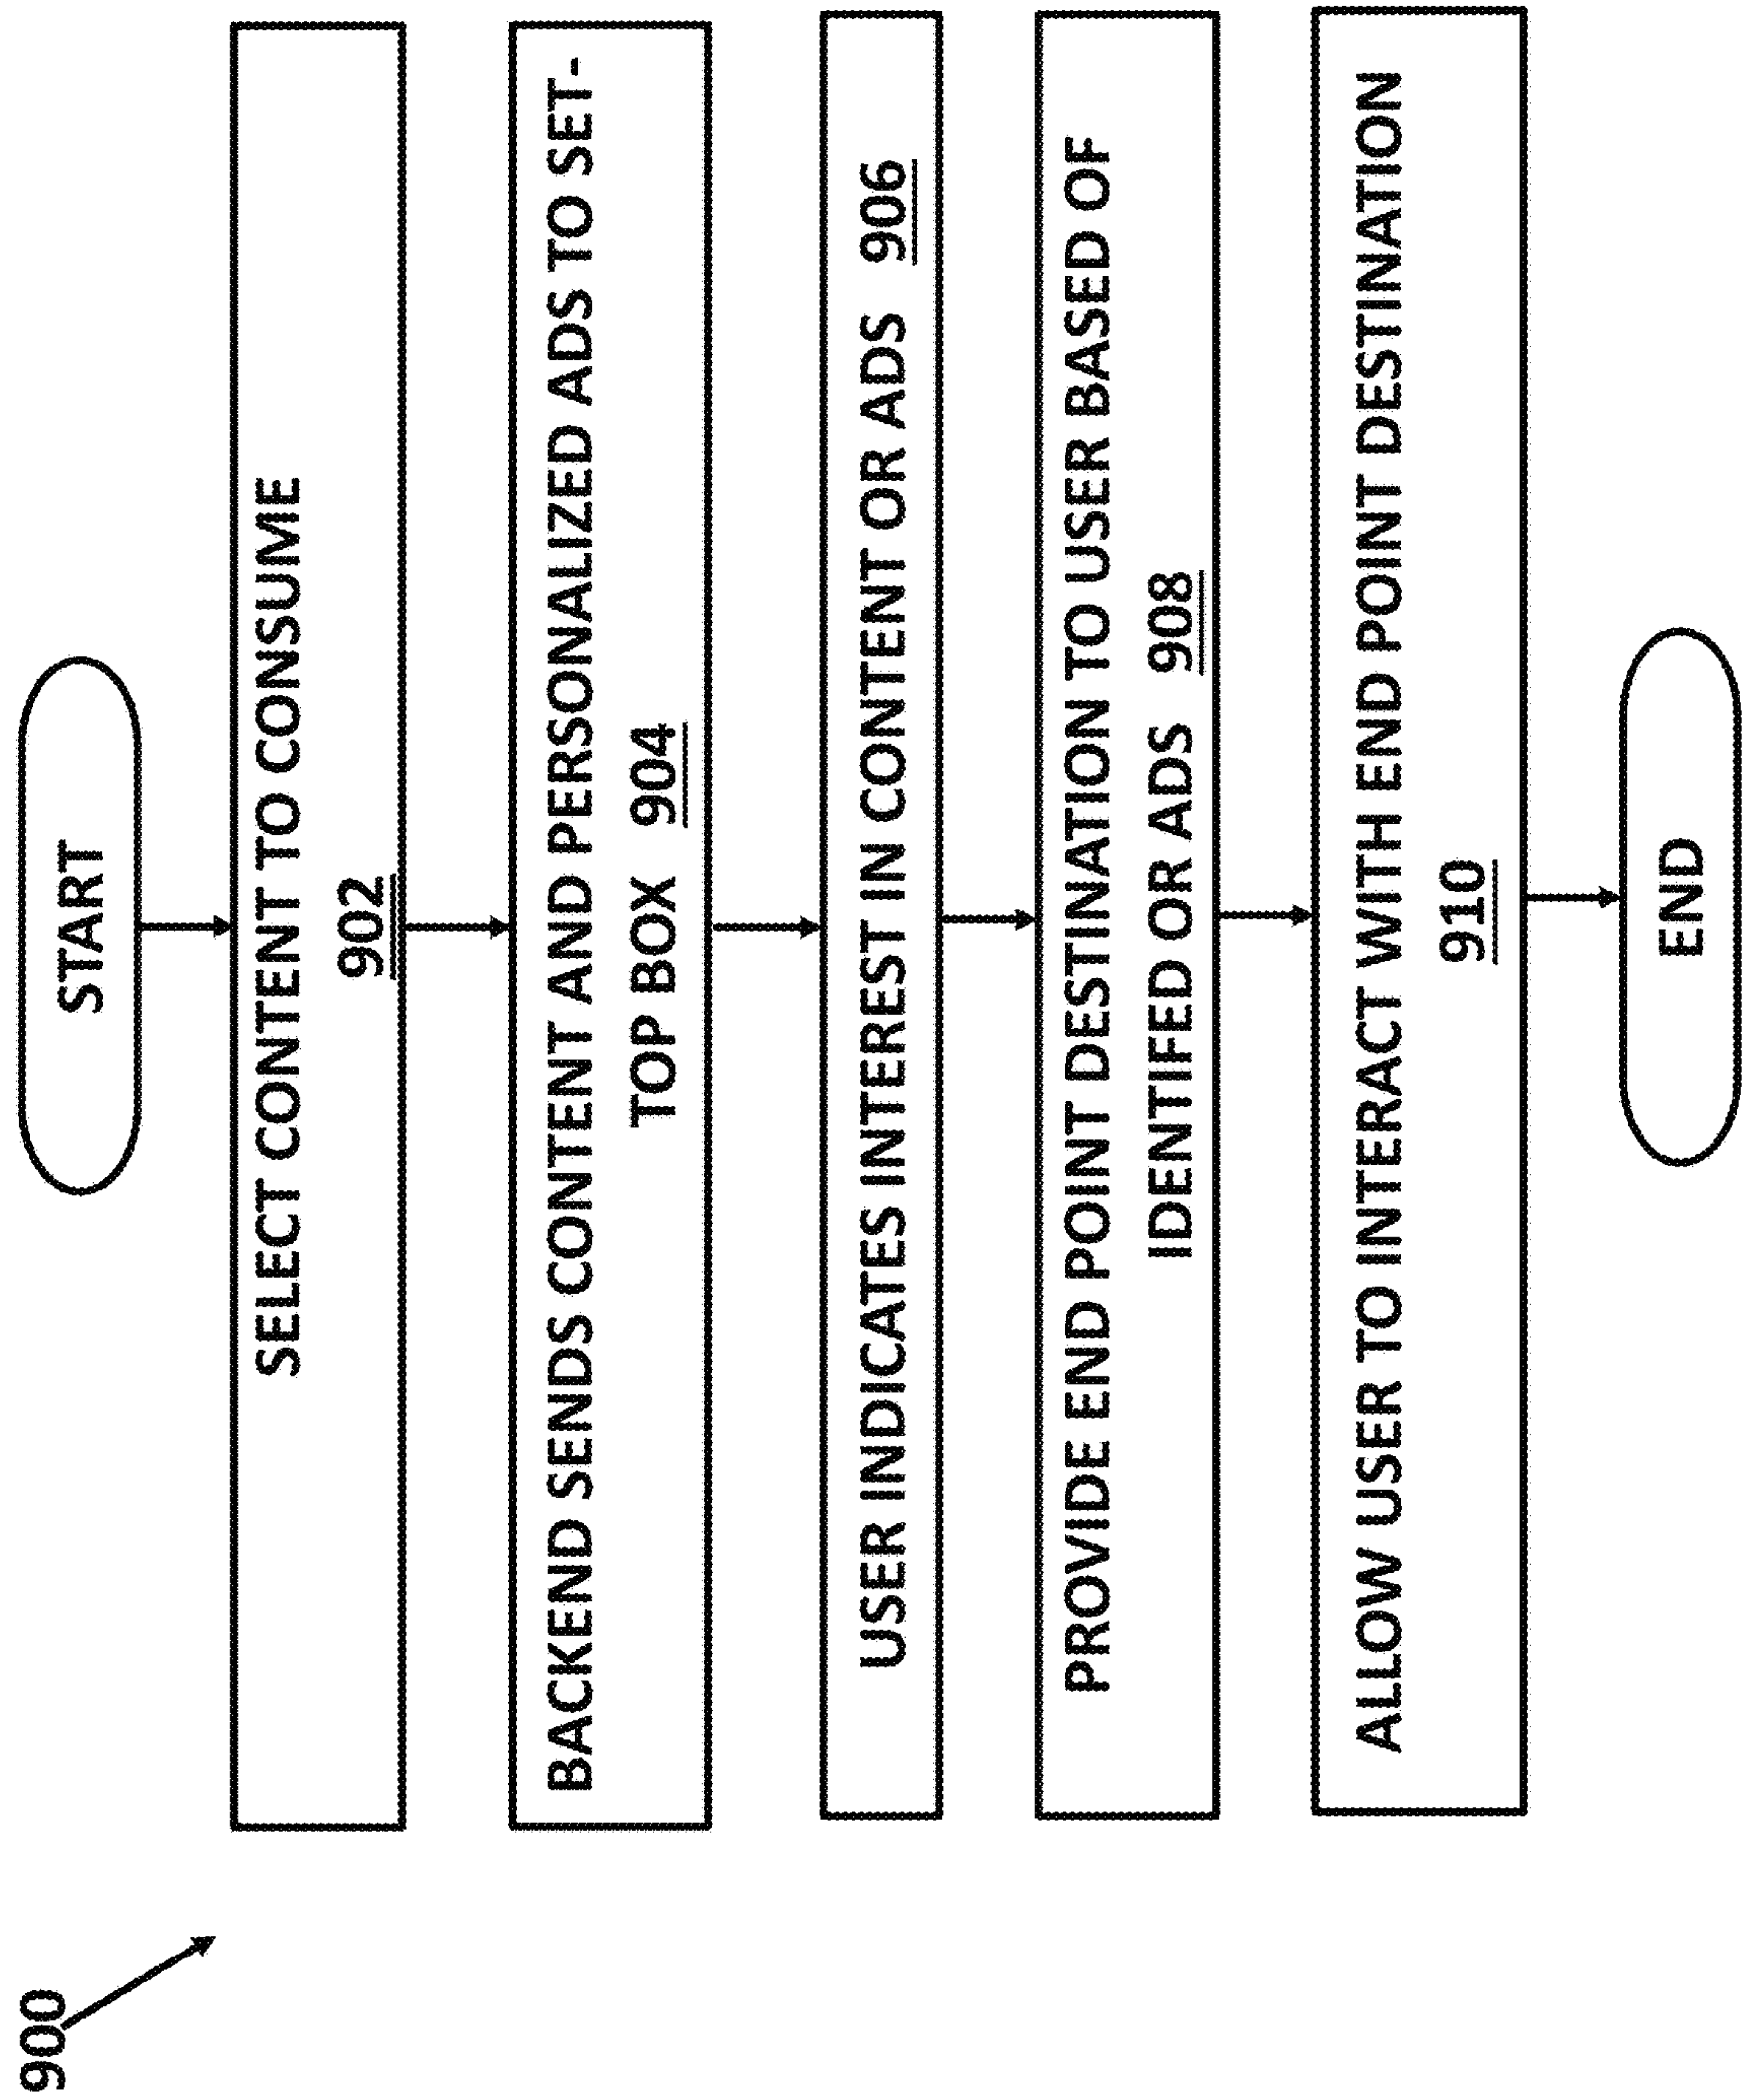 900
START
SELECT CONTENT TO CONSUME
902
BACKEND SENDS CONTENT AND PERSONALIZED ADS TO SET-
TOP BOX 904
USER INDICATES INTEREST IN CONTENT OR ADS 906
PROVIDE END POINT DESTINATION TO USER BASED OF
IDENTIFED OR ADS 908
ALLOW USER TO INTERACT WITH END POINT DESTINATION
910
END